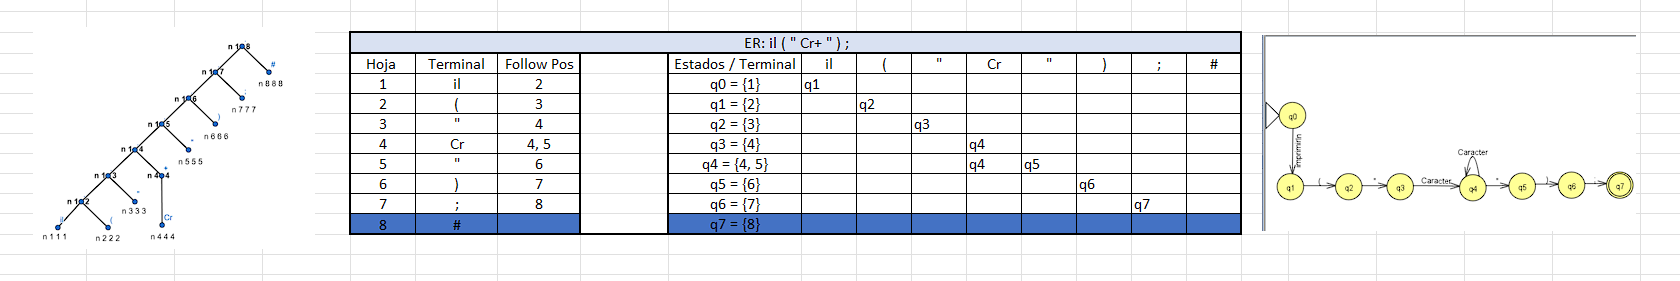 n 1 8
#
n 1 7
n 8 8 8
;
n 1 6
n 7 7 7
)
n 1 5
n 6 6 6
"
n 1 4
n 5 5 5
+
n 1 3
n 4 4
"
n 1 2
n 3 3 3
il
(
Cr
n 1 1 1
n 2 2 2
n 4 4 4
ER: il ( " Cr+ " ) ;
Hoja Terminal Follow Pos
1 il 2
2 ( 3
3 " 4
4 Cr 4, 5
5 " 6
6 ) 7
7 ; 8
8 #
Estados / Terminal il ( " Cr " ) ; #
q0 = {1} q1
q1 = {2} q2
q2 = {3} q3
q3 = {4} q4
q4 = {4, 5} q4 q5
q5 = {6} q6
q6 = {7} q7
q7 = {8}
q0
Caracter
q1 ( q2 " q3 Caracter q4 " q5 ) q6 ; q7